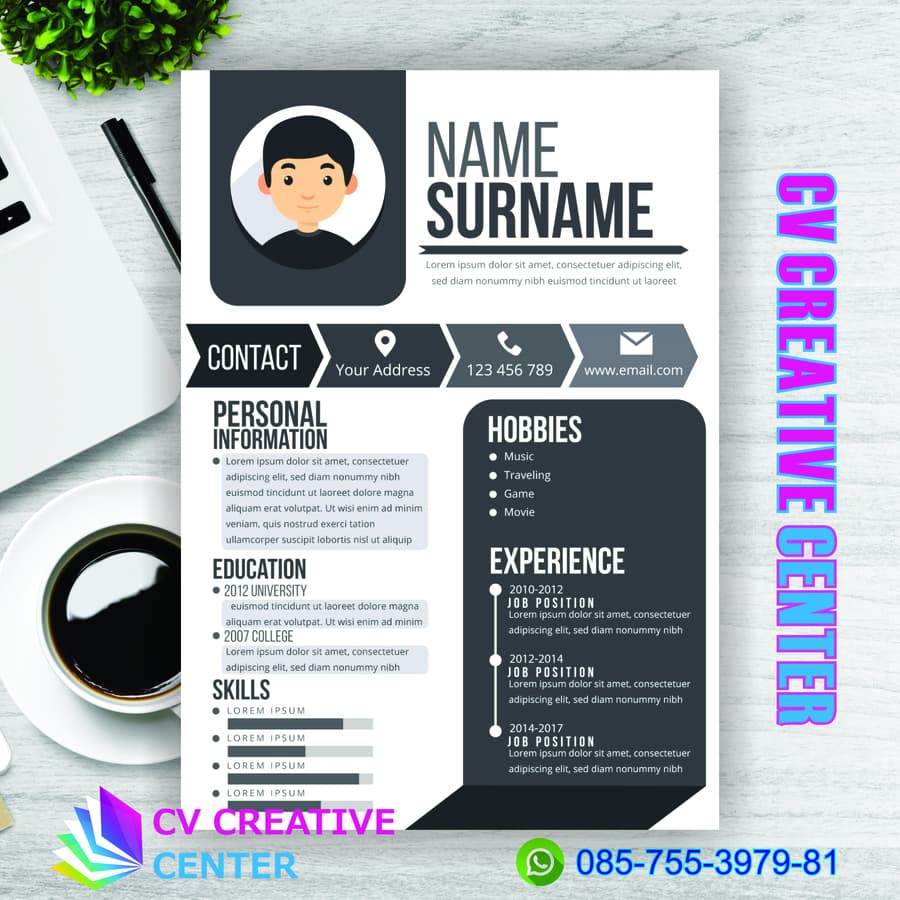 NAME
SURNAME
Lorem ipsum dolor sit amet, consectetuer adipiscing elit,
sed diam nonummy nibh euismod tincidunt ut laoreet
CONTACT
Your Address
123 456 789
www.email.com
PERSONAL
INFORMATION
Lorem ipsum dolor sit amet, consectetuer
adipiscing elit, sed diam nonummy nibh
euismod tincidunt ut laoreet dolore magna
aliquam erat volutpat. Ut wisi enim ad minim
veniam, quis nostrud exerci tation
ullamcorper suscipit lobortis nisl ut aliquip
EDUCATION
2012 UNIVERSITY
euismod tincidunt ut laoreet dolore magna
aliquam erat volutpat. Ut wisi enim ad minim
2007 COLLEGE
Lorem ipsum dolor sit amet, consectetuer
adipiscing elit, sed diam nonummy nibh
SKILLS
LOREM IPSUM
LOREM IPSUM
LOREM IPSUM
LOREM IPSUM
HOBBIES
Music
Traveling
Game
Movie
EXPERIENCE
2010-2012
JOB POSITION
Lorem ipsum dolor sit amet, consectetuer
adipiscing elit, sed diam nonummy nibh
2012-2014
JOB POSITION
Lorem ipsum dolor sit amet, consectetuer
adipiscing elit, sed diam nonummy nibh
2014-2017
JOB POSITION
Lorem ipsum dolor sit amet, consectetuer
adipiscing elit, sed diam nonummy nibh
CV CREATIVE CENTER
CV CREATIVE
CENTER
085-755-3979-81